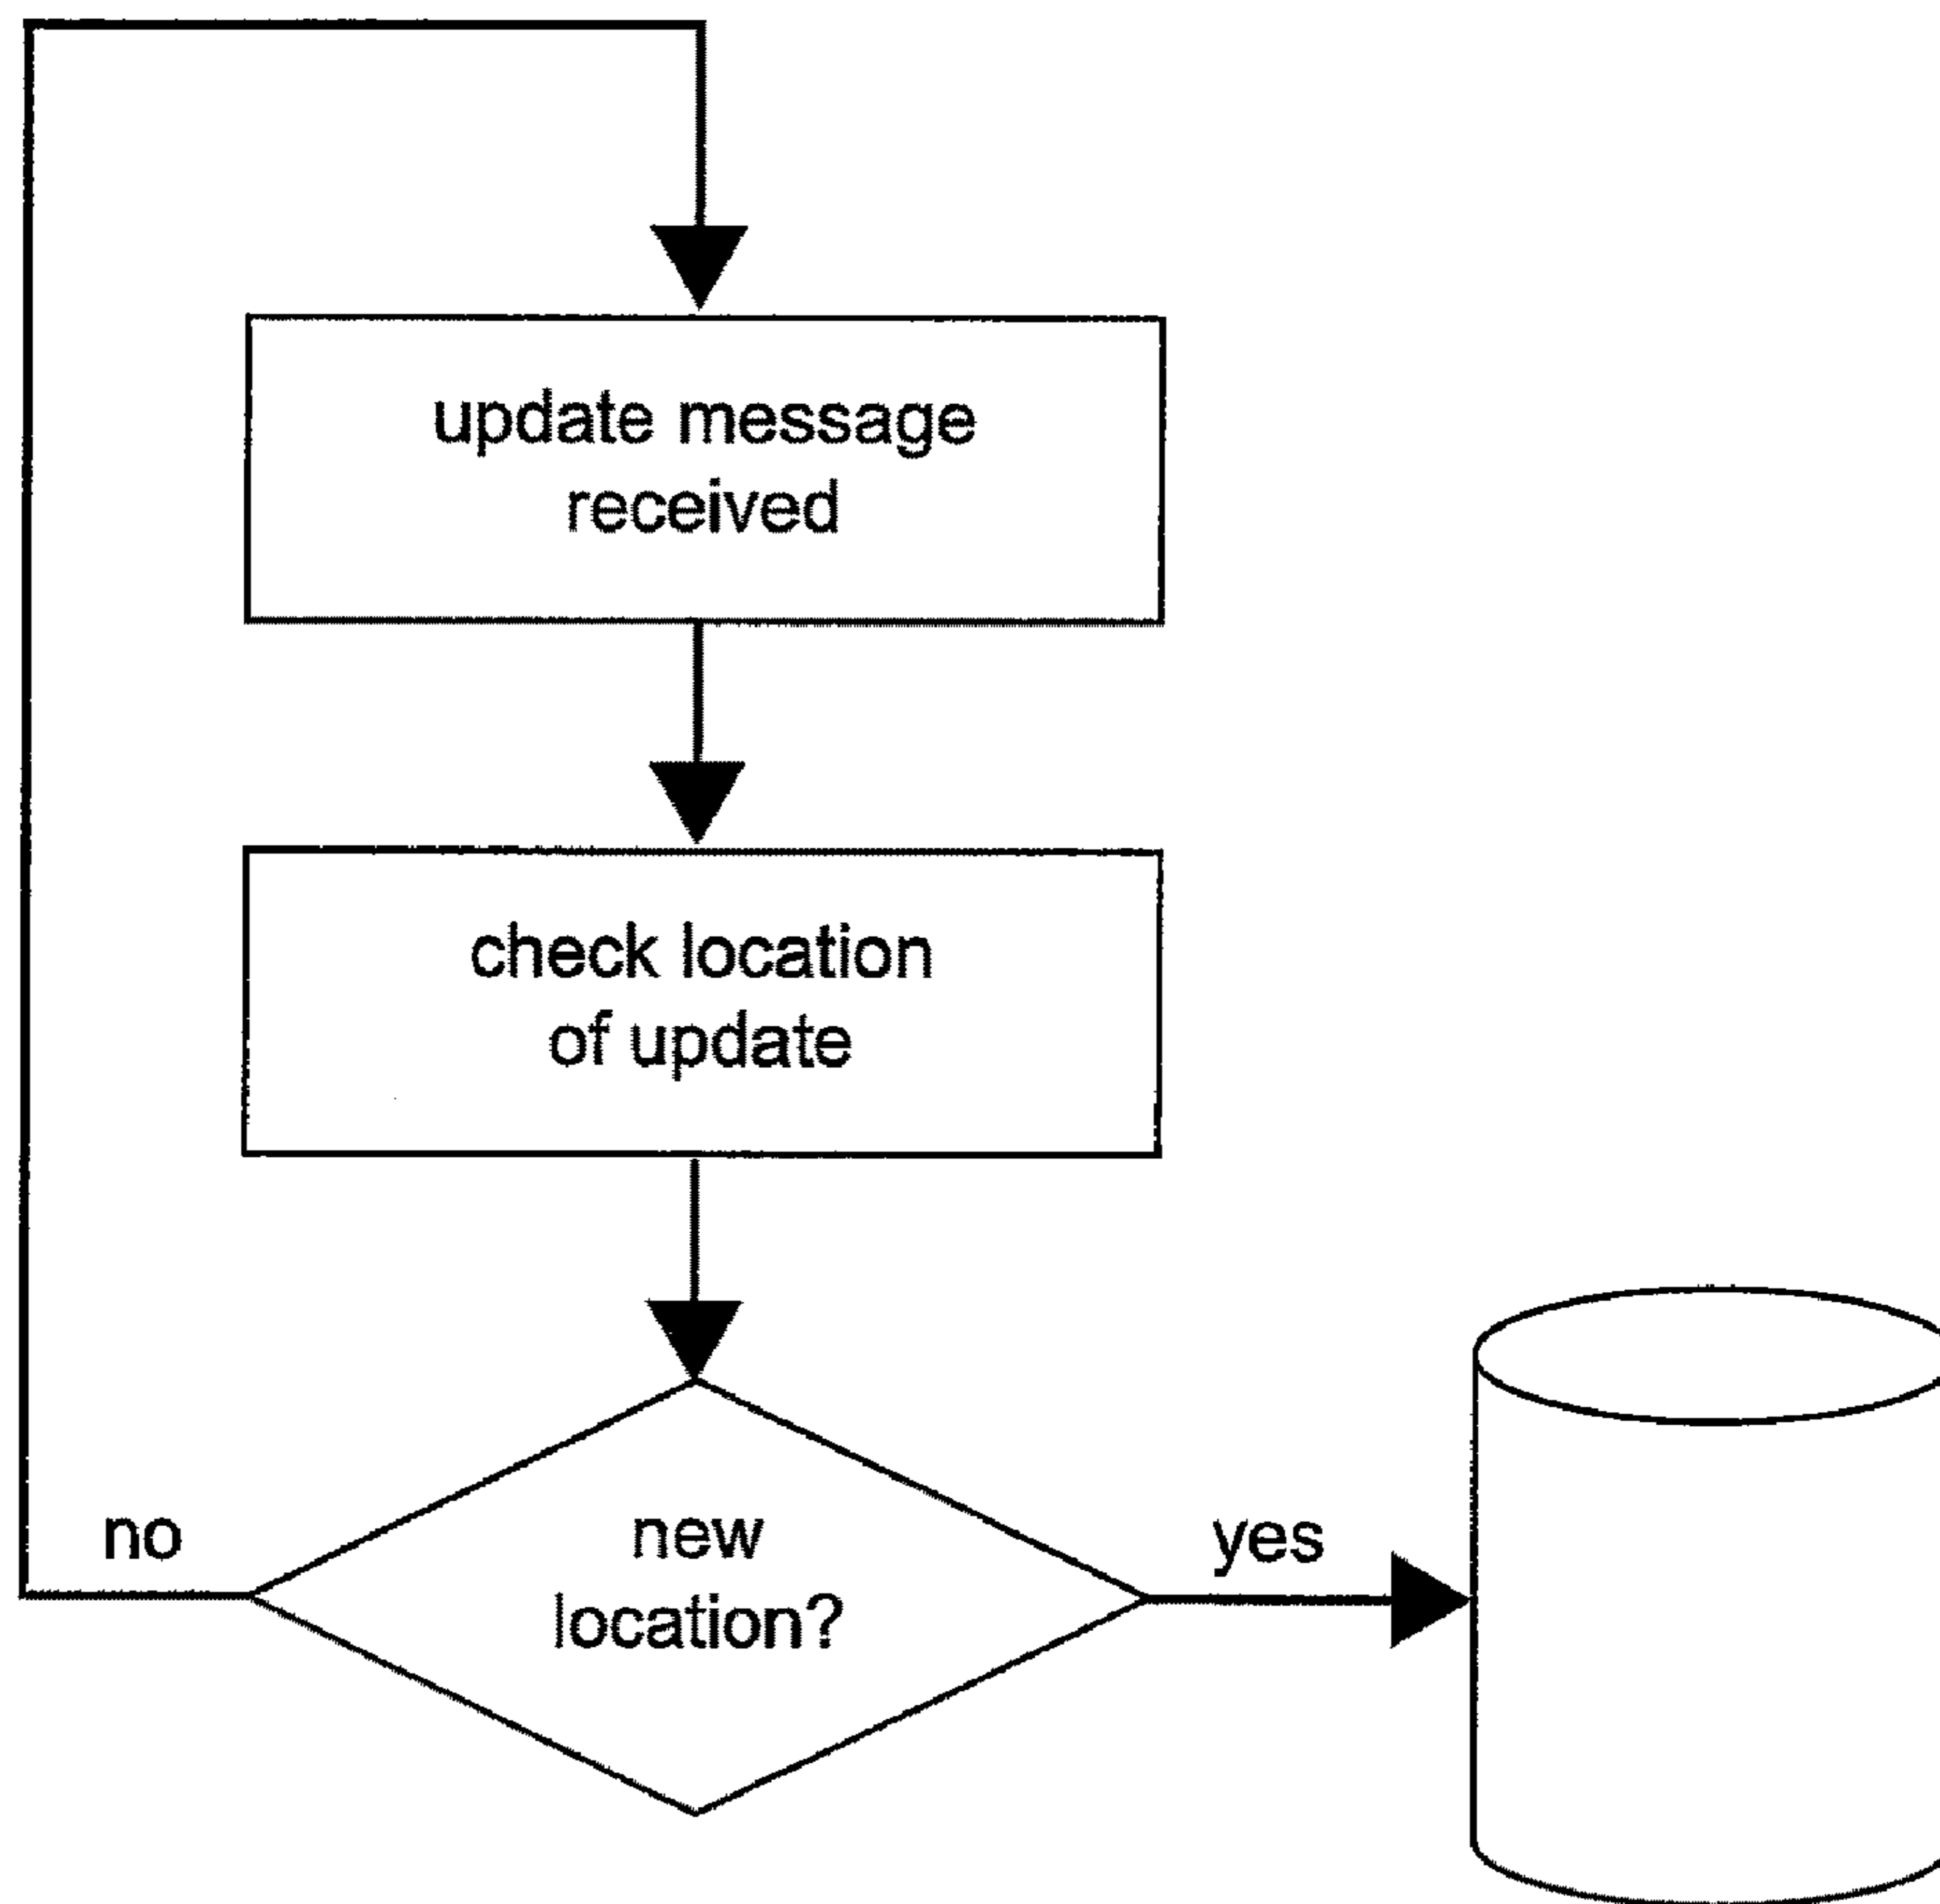 update message
received
check location
of update
no
new
location?
yes